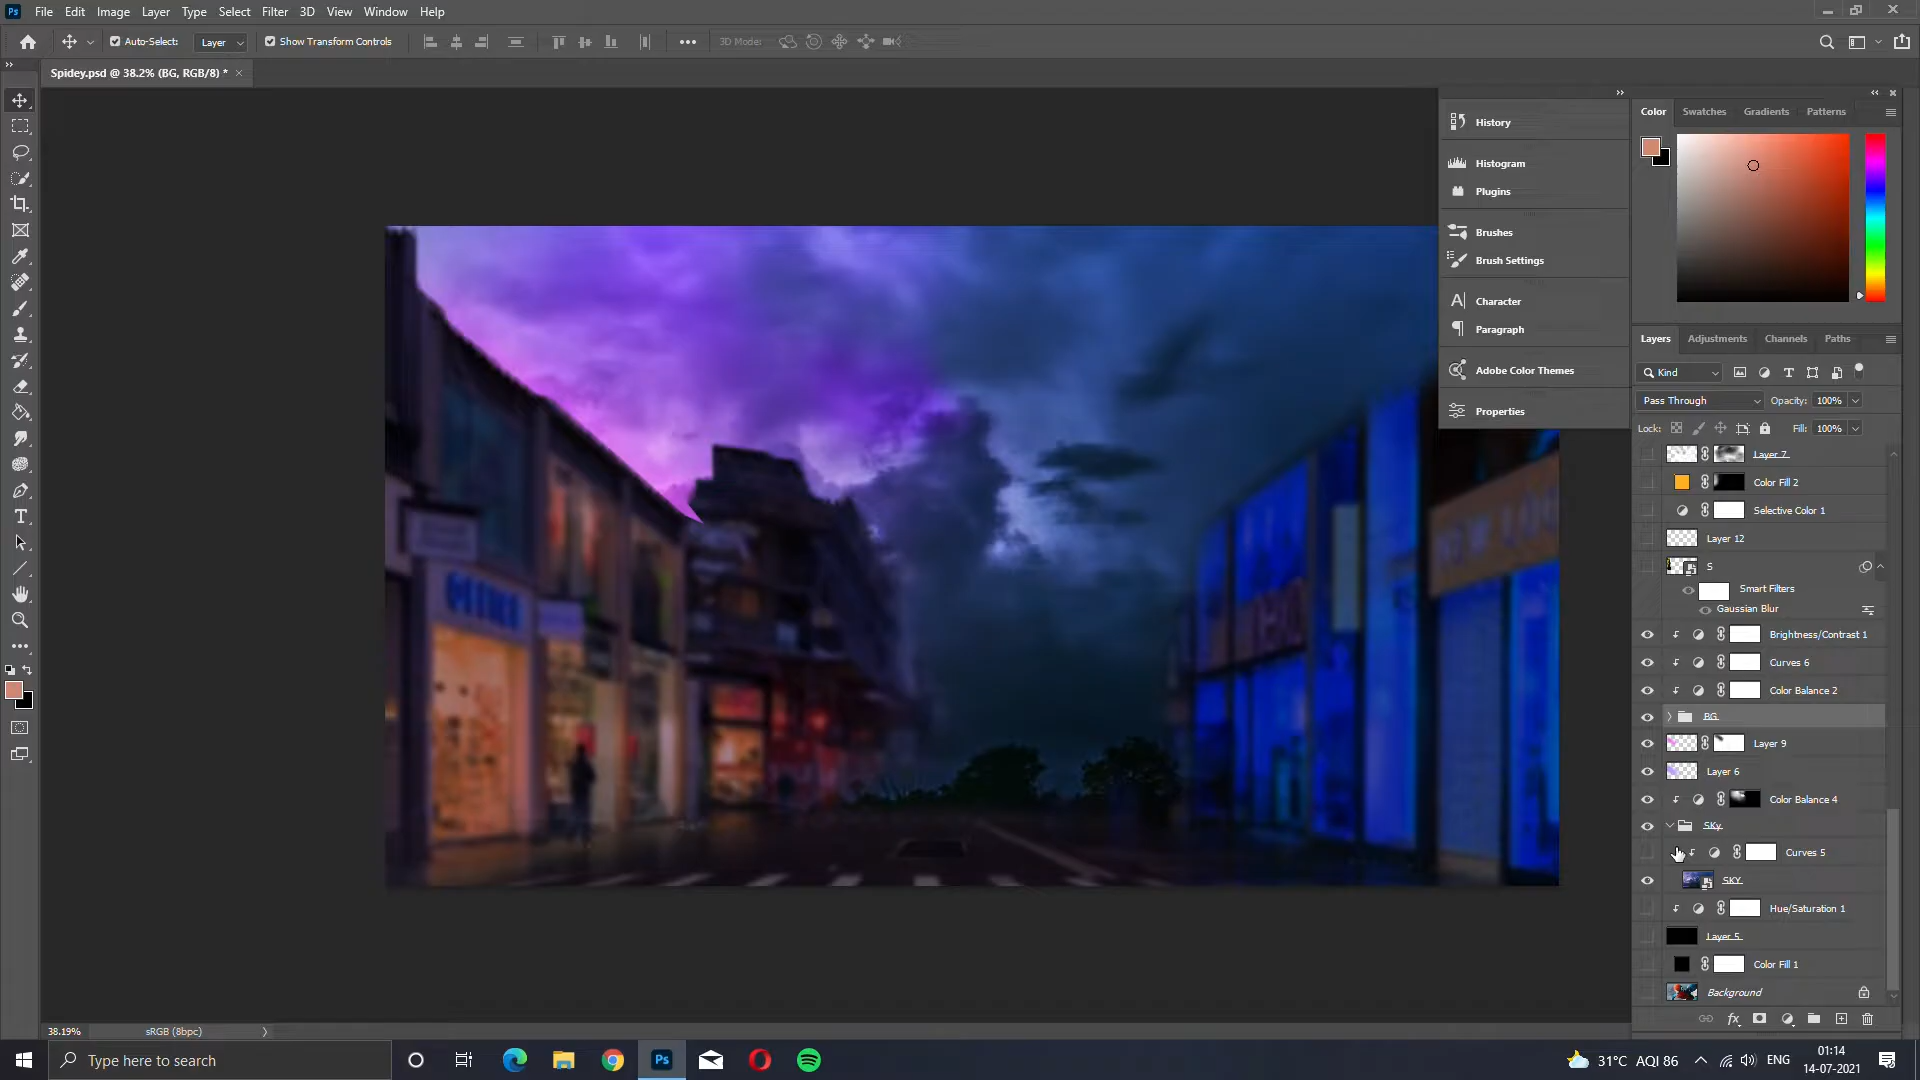 Ps File Edit Image Layer Type Select Filter 3D View Window Help
Auto-Select: Layer Show Transform Controls 3D Mode:
Spidey.psd @ 38.2% (BG, RGB/8) *
History
Histogram
Plugins
Brushes
Brush Settings
Character
Paragraph
Adobe Color Themes
Properties
Color Swatches Gradients Patterns
Layers Adjustments Channels Paths
Kind
Pass Through Opacity: 100%
Lock: Fill: 100%
Layer 7
Color Fill 2
Selective Color 1
Layer 12
S
Smart Filters
Gaussian Blur
Brightness/Contrast 1
Curves 6
Color Balance 2
BG
Layer 9
Layer 6
Color Balance 4
SKy
Curves 5
SKY
Hue/Saturation 1
Layer 5
Color Fill 1
Background
fx
38.19% sRGB (8bpc)
Type here to search
Ps
31°C AQI 86 ENG 01:14
14-07-2021